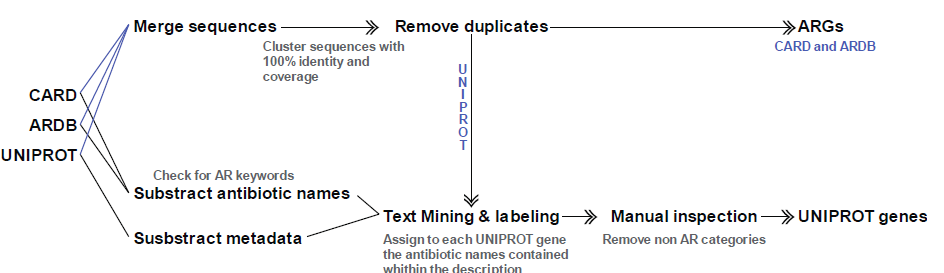 Merge sequences
Remove duplicates
ARGs
Cluster sequences with
100% identity and
coverage
CARD and ARDB
UNIPROT
CARD
ARDB
UNIPROT
Check for AR keywords
Substract antibiotic names
Text Mining & labeling
Manual inspection
UNIPROT genes
Susbstract metadata
Assign to each UNIPROT gene
the antibiotic names contained
whithin the description
Remove non AR categories